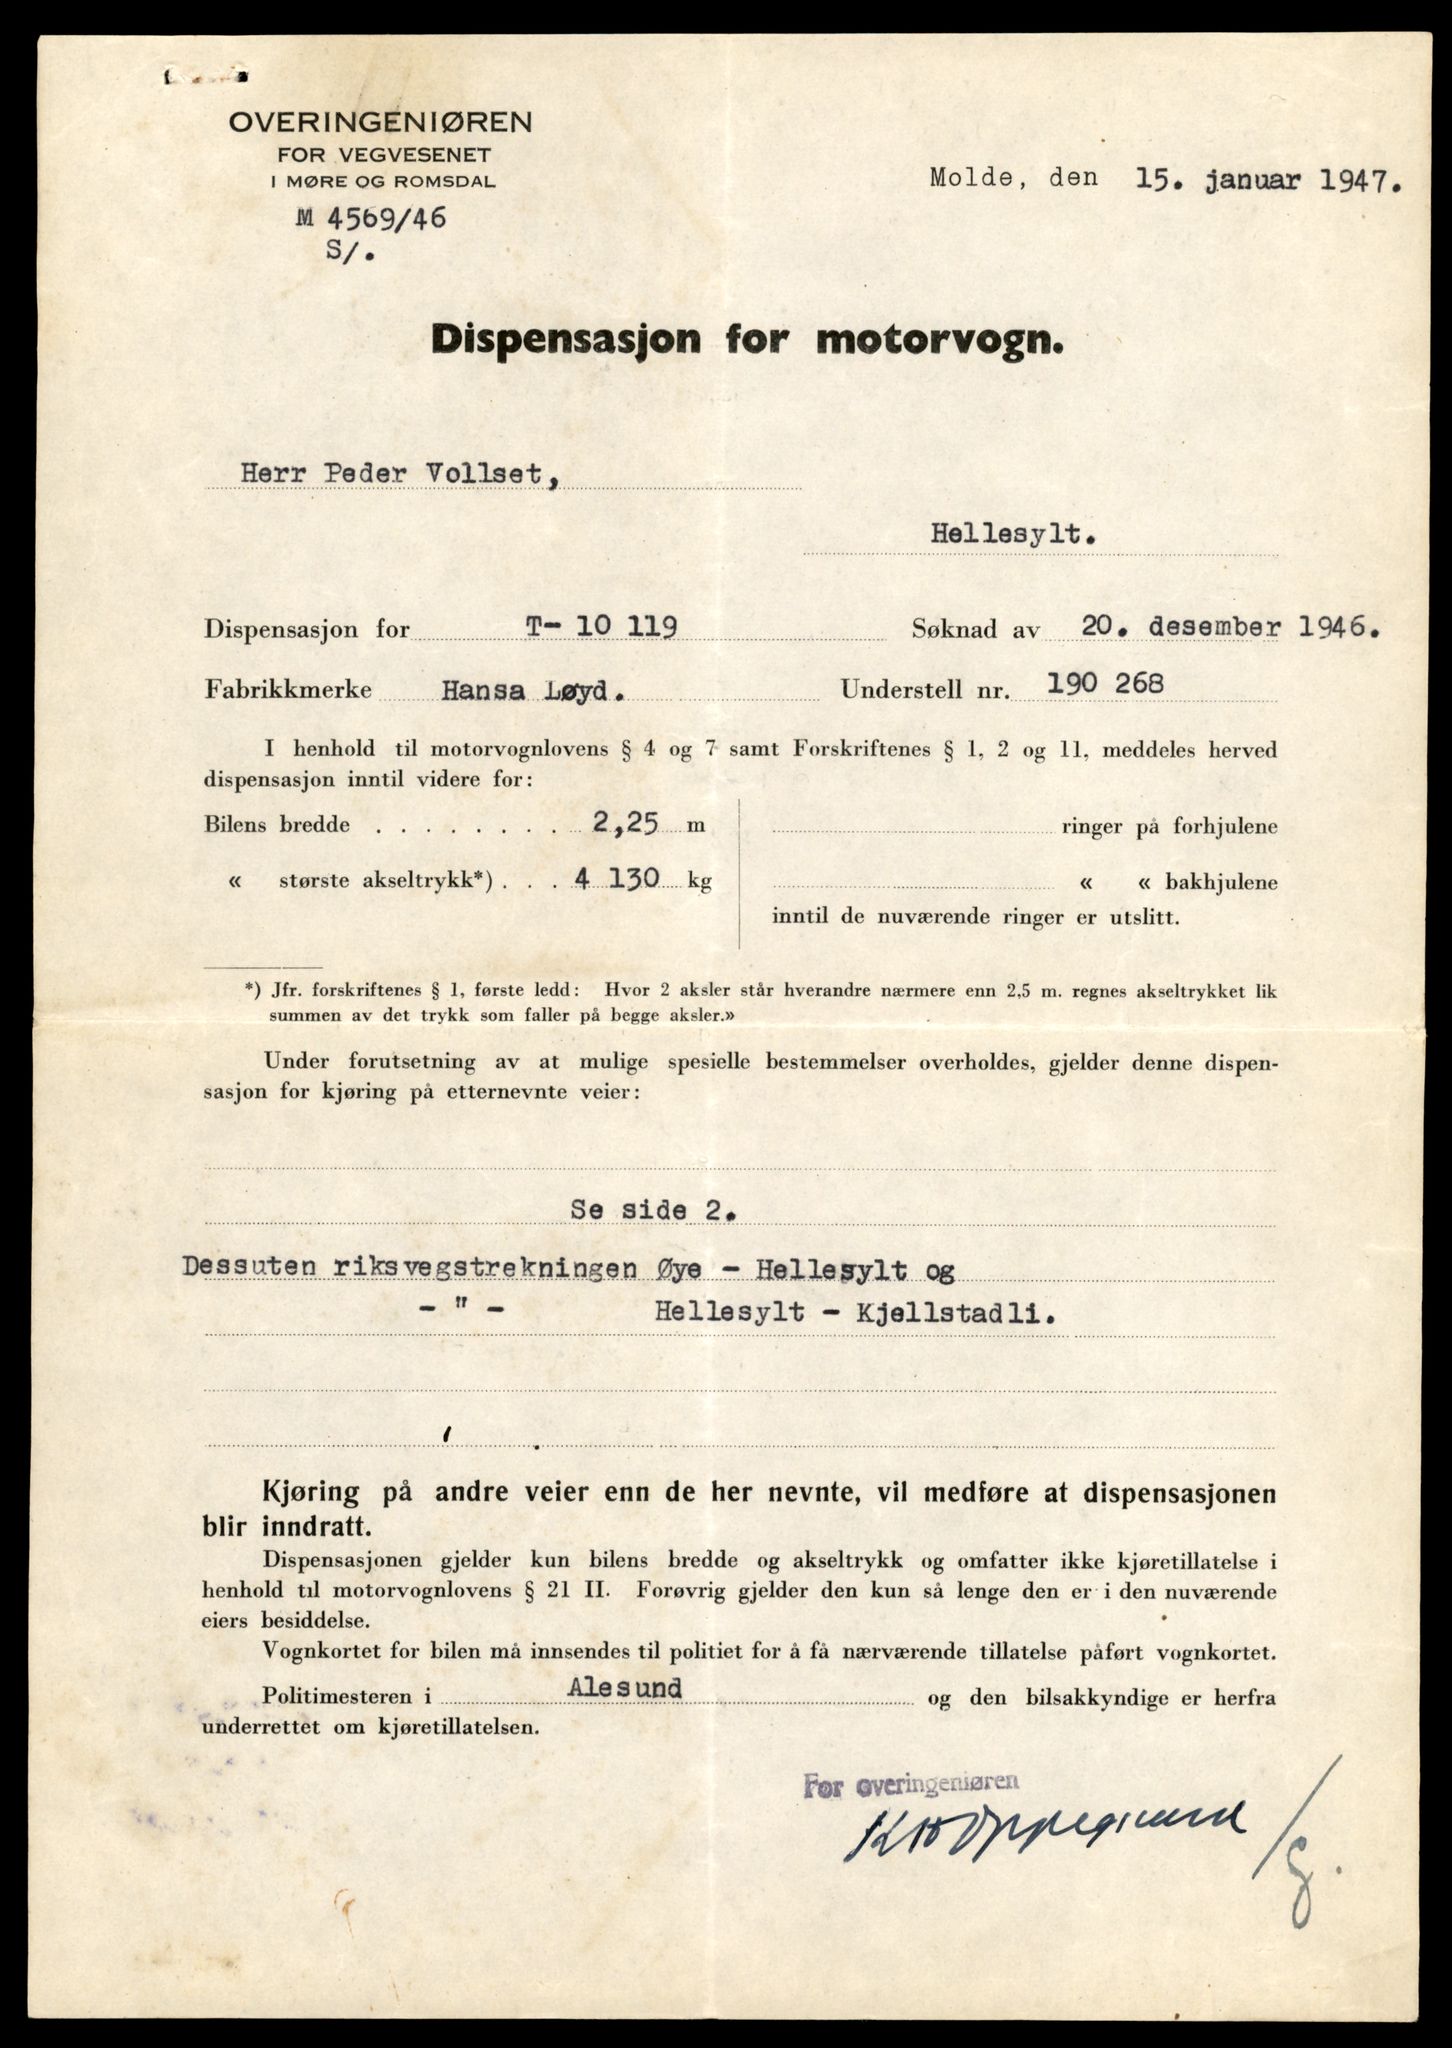 OVERINGENIØREN
FOR VEGVESENET
I MØRE OG ROMSDAL
M 4569/46
S/.
Molde, den 15. januar 1947.
Dispensasjon for motorvogn.
Herr Peder Vollset,
Hellesylt.
Dispensasjon for T- 10 119 Søknad av 20. desember 1946.
Fabrikkmerke Hansa Løyd. Understell nr. 190 268
I henhold til motorvognlovens § 4 og 7 samt Forskriftenes § 1, 2 og 11, meddeles herved
dispensasjon inntil videre for:
Bilens bredde . . . . . . . . 2,25 m
« største akseltrykk*) . . . 4 130 kg
ringer på forhjulene
« « bakhjulene
inntil de nuværende ringer er utslitt.
*) Jfr. forskriftenes § 1, første ledd: Hvor 2 aksler står hverandre nærmere enn 2,5 m. regnes akseltrykket lik
summen av det trykk som faller på begge aksler.»
Under forutsetning av at mulige spesielle bestemmelser overholdes, gjelder denne dispen-
sasjon for kjøring på etternevnte veier:
Se side 2.
Dessuten riksvegstrekningen Øye - Hellesylt og
- " - Hellesylt - Kjellstadli.
Kjøring på andre veier enn de her nevnte, vil medføre at dispensasjonen
blir inndratt.
Dispensasjonen gjelder kun bilens bredde og akseltrykk og omfatter ikke kjøretillatelse i
henhold til motorvognlovens § 21 II. Forøvrig gjelder den kun så lenge den er i den nuværende
eiers besiddelse.
Vognkortet for bilen må innsendes til politiet for å få nærværende tillatelse påført vognkortet.
Politimesteren i Alesund og den bilsakkyndige er herfra
underrettet om kjøretillatelsen.
For overingeniøren